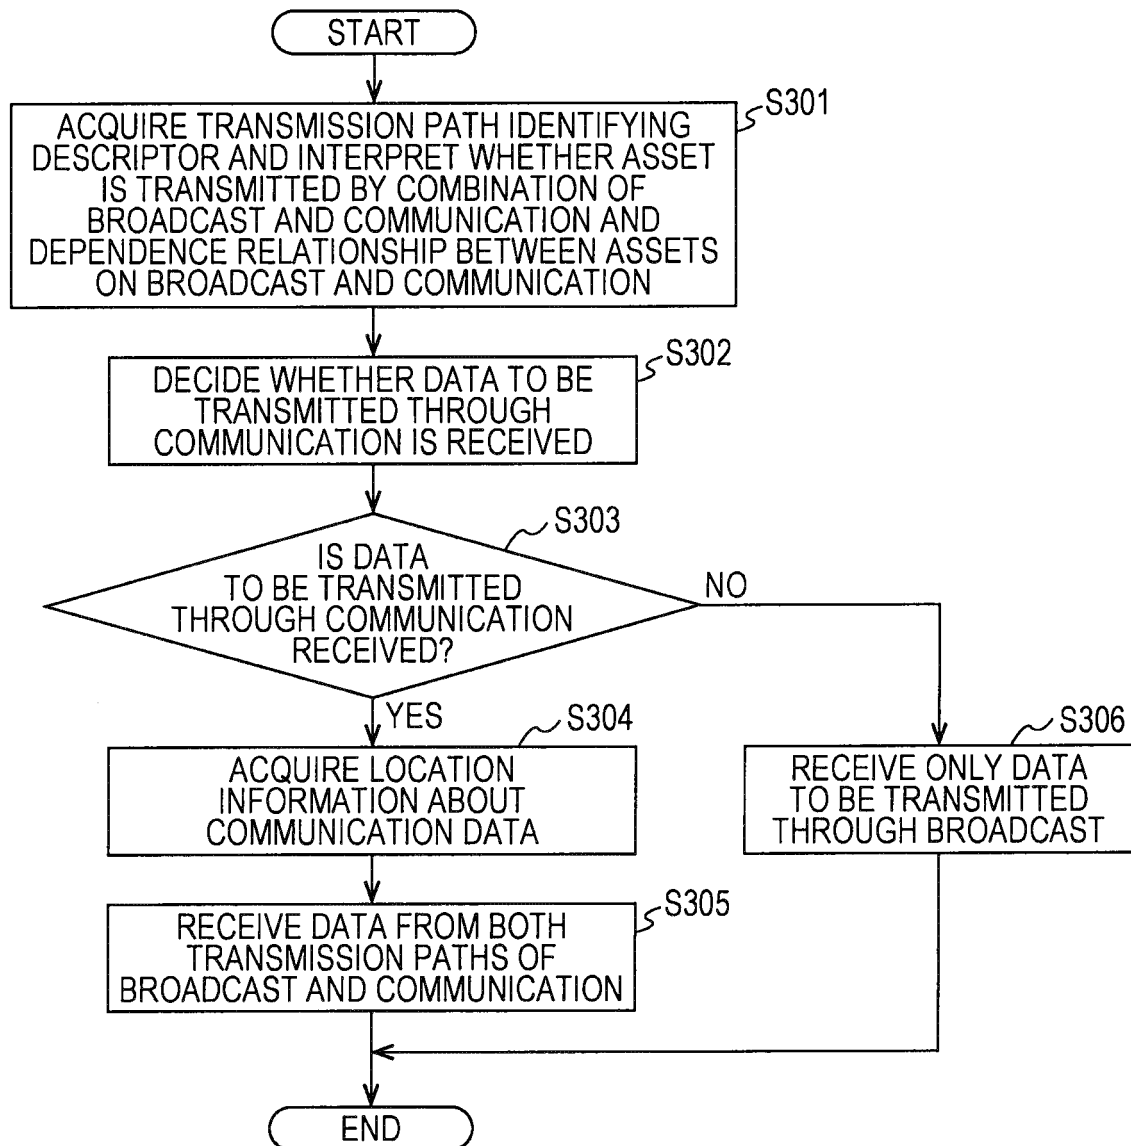 START
S301
ACQUIRE TRANSMISSION PATH IDENTIFYING
DESCRIPTOR AND INTERPRET WHETHER ASSET
IS TRANSMITTED BY COMBINATION OF
BROADCAST AND COMMUNICATION AND
DEPENDENCE RELATIONSHIP BETWEEN ASSETS
ON BROADCAST AND COMMUNICATION
S302
DECIDE WHETHER DATA TO BE
TRANSMITTED THROUGH
COMMUNICATION IS RECEIVED
S303
IS DATA
TO BE TRANSMITTED
THROUGH COMMUNICATION
RECEIVED?
NO
YES
S304
ACQUIRE LOCATION
INFORMATION ABOUT
COMMUNICATION DATA
S306
RECEIVE ONLY DATA
TO BE TRANSMITTED
THROUGH BROADCAST
S305
RECEIVE DATA FROM BOTH
TRANSMISSION PATHS OF
BROADCAST AND COMMUNICATION
END